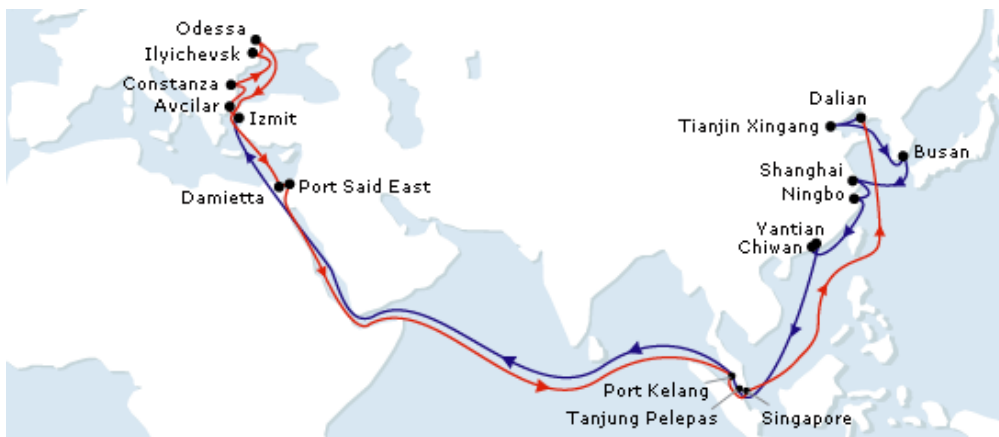 Odessa
Ilyichevsk
Constanza
Avcilar
Izmit
Damietta
Port Said East
Dalian
Tianjin Xingang
Busan
Shanghai
Ningbo
Yantian
Chiwan
Port Kelang
Tanjung Pelepas
Singapore